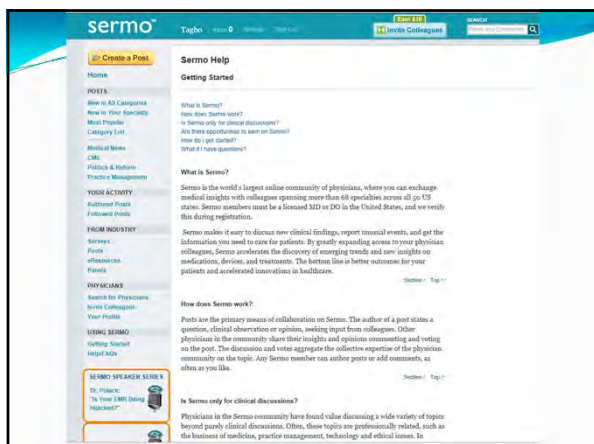 sermo
Tagbo
Earn $10
Invite Colleagues
SEARCH
Create a Post
Home
POSTS
New in All Categories
New in Your Specialty
Most Popular
Category List
Medical News
CME
Politics & Reform
Practice Management
YOUR ACTIVITY
Authored Posts
Followed Posts
FROM INDUSTRY
Surveys
Posts
eResources
Panels
PHYSICIANS
Search for Physicians
Invite Colleagues
Your Profile
USING SERMO
Getting Started
Help/FAQs
SERMO SPEAKER SERIES
Dr. Polack:
"Is Your EMR Being
Hijacked?"
Sermo Help
Getting Started
What is Sermo?
How does Sermo work?
Is Sermo only for clinical discussions?
Are there opportunities to earn on Sermo?
How do I get started?
What if I have questions?
What is Sermo?
Sermo is the world's largest online community of physicians, where you can exchange
medical insights with colleagues spanning more than 68 specialties across all 50 US
states. Sermo members must be a licensed MD or DO in the United States, and we verify
this during registration.
Sermo makes it easy to discuss new clinical findings, report unusual events, and get the
information you need to care for patients. By greatly expanding access to your physician
colleagues, Sermo accelerates the discovery of emerging trends and new insights on
medications, devices, and treatments. The bottom line is better outcomes for your
patients and accelerated innovations in healthcare.
Section Top
How does Sermo work?
Posts are the primary means of collaboration on Sermo. The author of a post states a
question, clinical observation or opinion, seeking input from colleagues. Other
physicians in the community share their insights and opinions commenting and voting
on the post. The discussion and votes aggregate the collective expertise of the physician
community on the topic. Any Sermo member can author posts or add comments, as
often as you like.
Section Top
Is Sermo only for clinical discussions?
Physicians in the Sermo community have found value discussing a wide variety of topics
beyond purely clinical discussions. Often, these topics are professionally related, such as
the business of medicine, practice management, technology and ethical issues. In